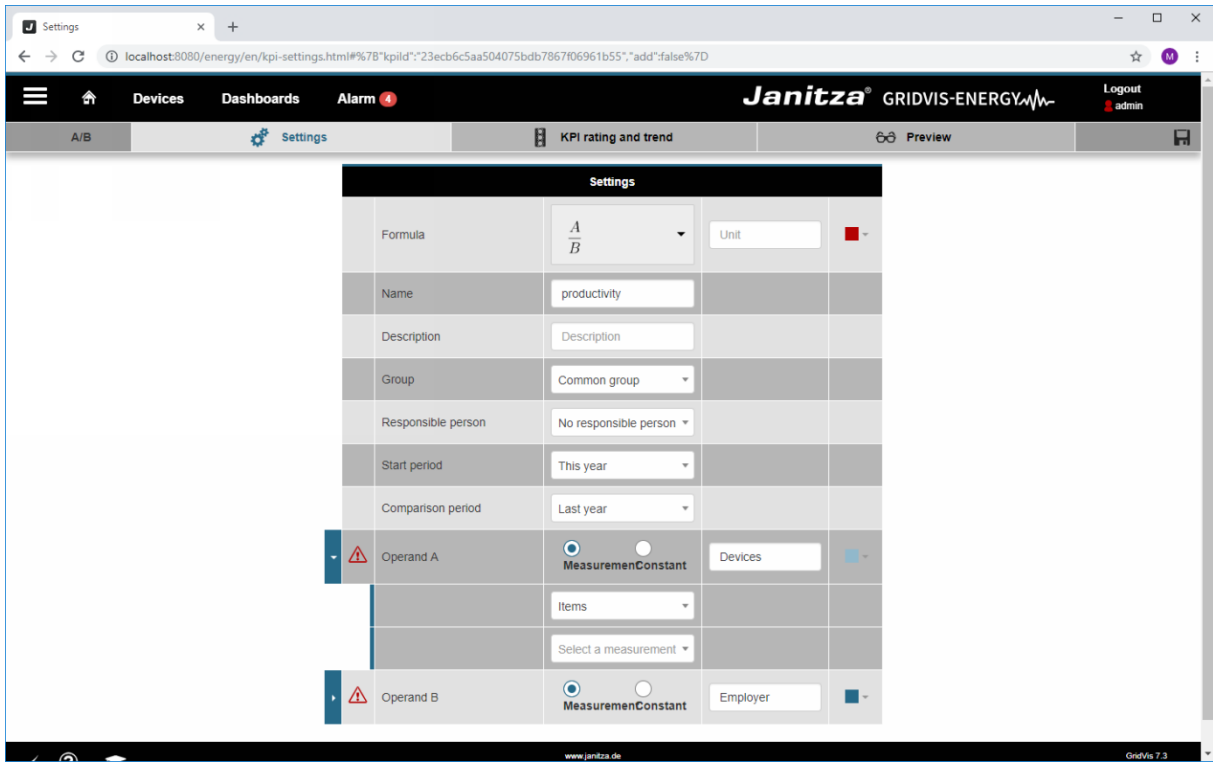 J Settings
localhost:8080/energy/en/kpi-settings.html#%7B"kpiId":"23ecb6c5aa504075bdb7867f06961b55","add":false%7D
M
Devices Dashboards Alarm 4 Janitza® GRIDVIS-ENERGY Logout
admin
A/B Settings KPI rating and trend Preview
Settings
Formula A/B Unit
Name productivity
Description Description
Group Common group
Responsible person No responsible person
Start period This year
Comparison period Last year
Operand A Devices
MeasuremenConstant
Items
Select a measurement
Operand B Employer
MeasuremenConstant
www.janitza.de GridVis 7.3